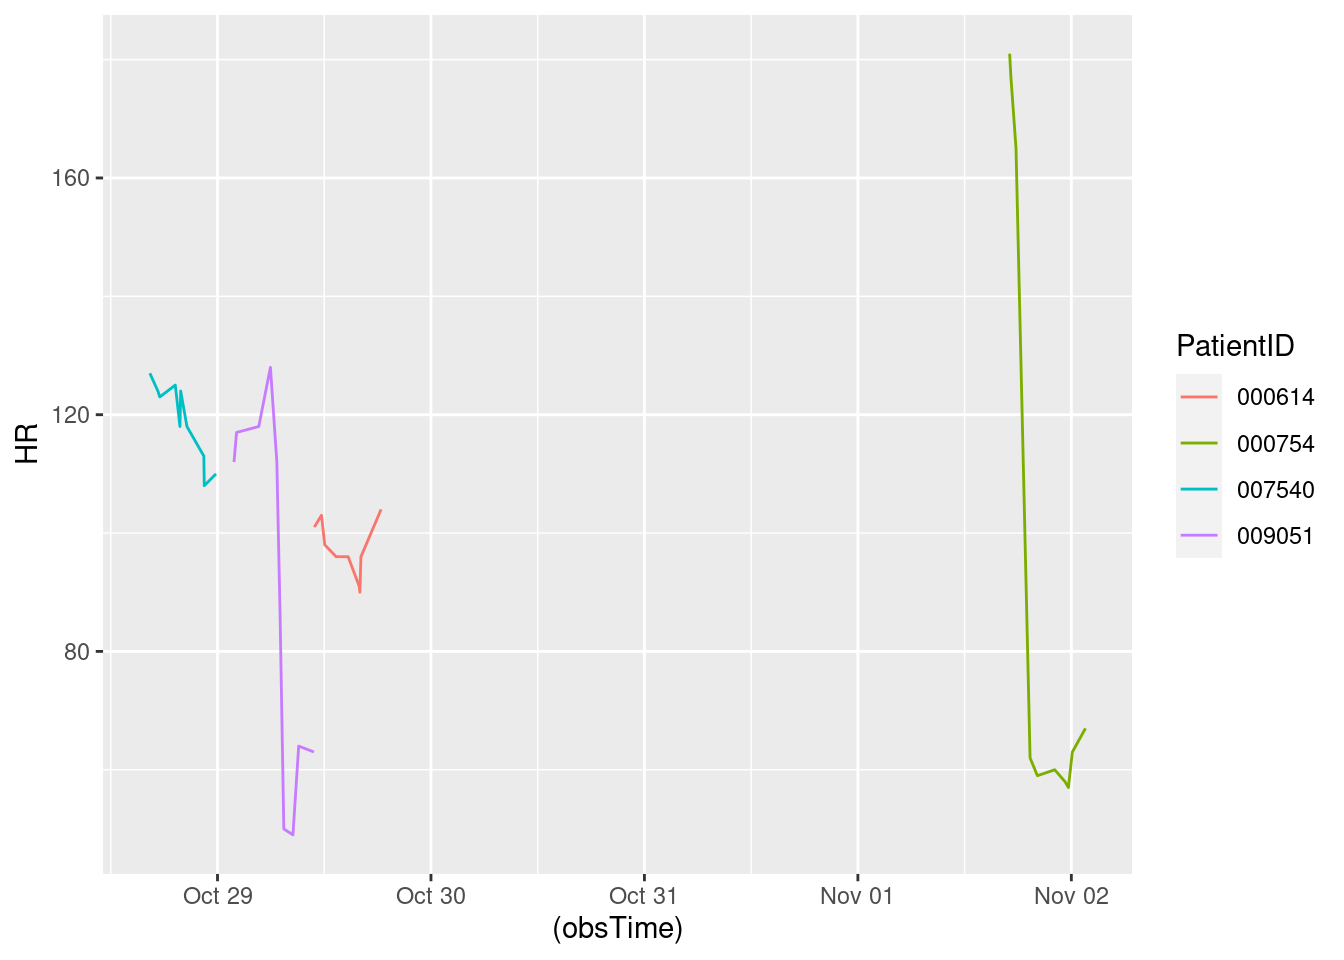 HR
160
120
80
Oct 29
Oct 30
Oct 31
Nov 01
Nov 02
(obsTime)
PatientID
000614
000754
007540
009051